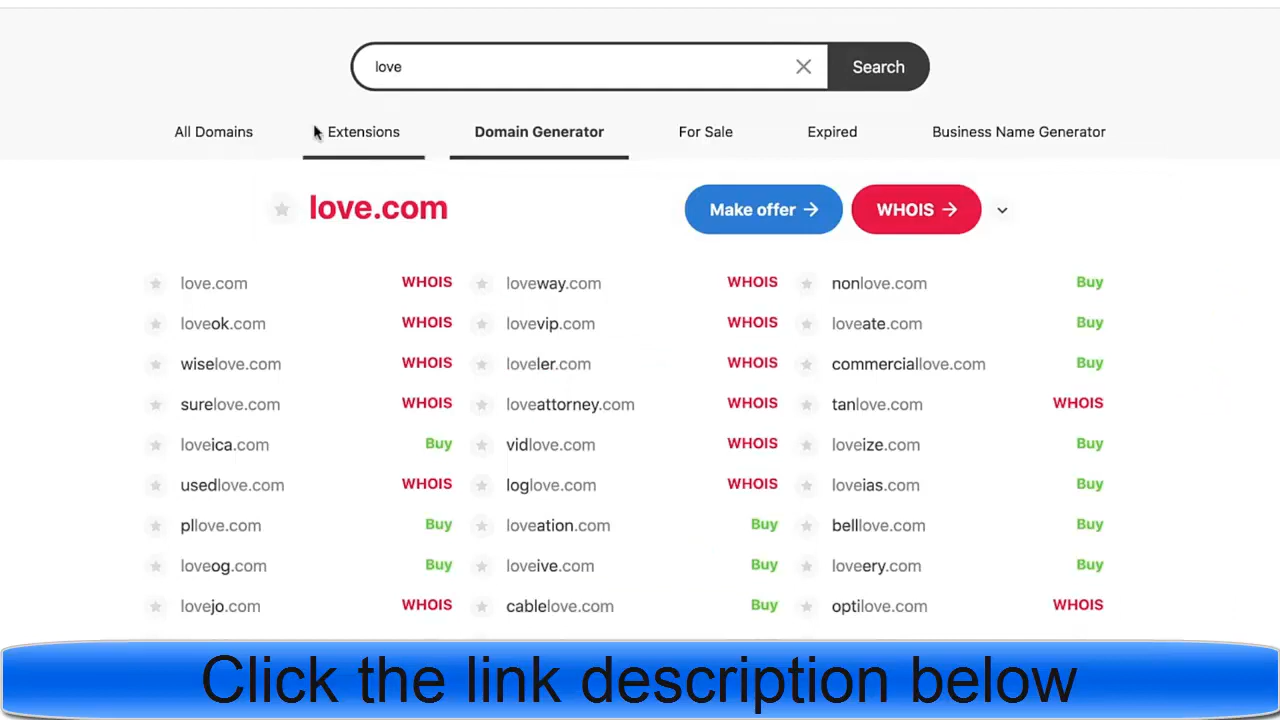 love
Search
All Domains Extensions Domain Generator For Sale Expired Business Name Generator
love.com Make offer → WHOIS →
love.com WHOIS loveway.com WHOIS nonlove.com Buy
loveok.com WHOIS lovevip.com WHOIS loveate.com Buy
wiselove.com WHOIS loveler.com WHOIS commerciallove.com Buy
surelove.com WHOIS loveattorney.com WHOIS tanlove.com WHOIS
loveica.com Buy vidlove.com WHOIS loveize.com Buy
usedlove.com WHOIS loglove.com WHOIS loveias.com Buy
pllove.com Buy loveation.com Buy belllove.com Buy
loveog.com Buy loveive.com Buy loveery.com Buy
lovejo.com WHOIS cablelove.com Buy optilove.com WHOIS
Click the link description below